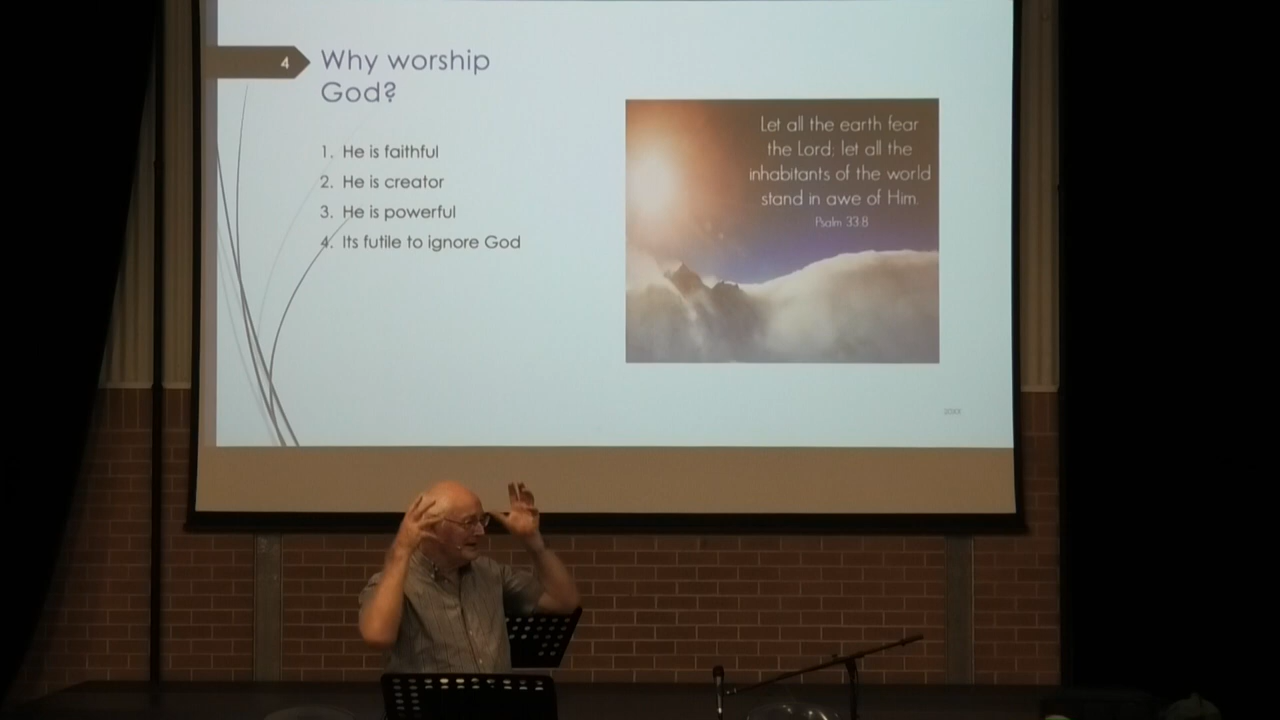 4
Why worship
God?
1. He is faithful
2. He is creator
3. He is powerful
4. Its futile to ignore God
Let all the earth fear
the Lord; let all the
inhabitants of the world
stand in awe of Him.
Psalm 33:8
20XX